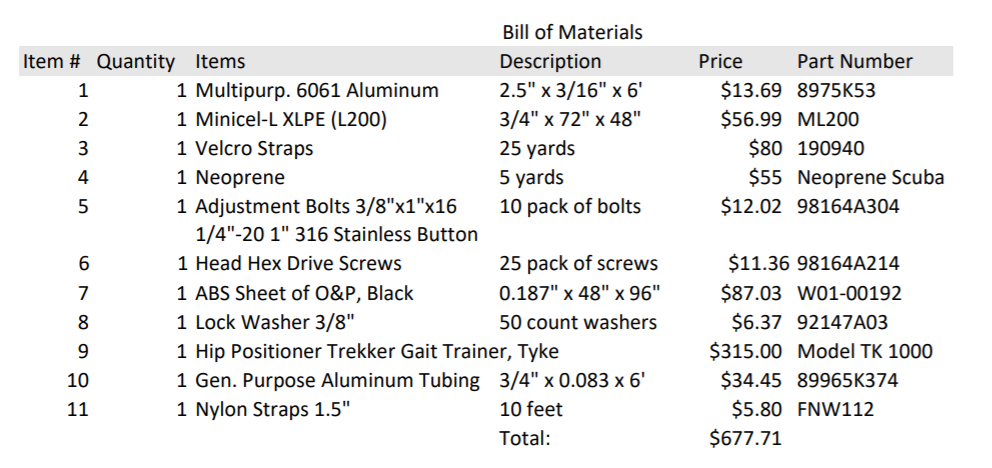 Bill of Materials
Item # Quantity Items Description Price Part Number
1 1 Multipurp. 6061 Aluminum 2.5" x 3/16" x 6' $13.69 8975K53
2 1 Minicel-L XLPE (L200) 3/4" x 72" x 48" $56.99 ML200
3 1 Velcro Straps 25 yards $80 190940
4 1 Neoprene 5 yards $55 Neoprene Scuba
5 1 Adjustment Bolts 3/8"x1"x16 10 pack of bolts $12.02 98164A304
1/4"-20 1" 316 Stainless Button
6 1 Head Hex Drive Screws 25 pack of screws $11.36 98164A214
7 1 ABS Sheet of O&P, Black 0.187" x 48" x 96" $87.03 W01-00192
8 1 Lock Washer 3/8" 50 count washers $6.37 92147A03
9 1 Hip Positioner Trekker Gait Trainer, Tyke $315.00 Model TK 1000
10 1 Gen. Purpose Aluminum Tubing 3/4" x 0.083 x 6' $34.45 89965K374
11 1 Nylon Straps 1.5" 10 feet $5.80 FNW112
Total: $677.71